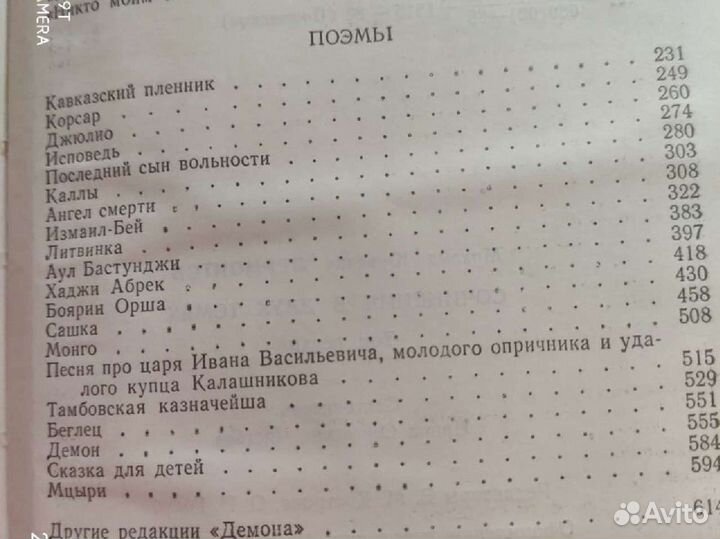 9T
CAMERA
ПОЭМЫ
Кавказский пленник . . . . . . . . . . 231
Корсар . . . . . . . . . . 249
Джюлио . . . . . . . . . . 260
Исповедь . . . . . . . . . . 274
Последний сын вольности . . . . . . . . . . 280
Каллы . . . . . . . . . . 303
Ангел смерти . . . . . . . . . . 308
Измаил-Бей . . . . . . . . . . 322
Литвинка . . . . . . . . . . 383
Аул Бастунджи . . . . . . . . . . 397
Хаджи Абрек . . . . . . . . . . 418
Боярин Орша . . . . . . . . . . 430
Сашка . . . . . . . . . . 458
Монго . . . . . . . . . . 508
Песня про царя Ивана Васильевича, молодого опричника и уда-
лого купца Калашникова . . . . . . . . . . 515
Тамбовская казначейша . . . . . . . . . . 529
Беглец . . . . . . . . . . 551
Демон . . . . . . . . . . 555
Сказка для детей . . . . . . . . . . 584
Мцыри . . . . . . . . . . 594
Другие редакции «Демона» . . . . . . . . . . 614
Avito